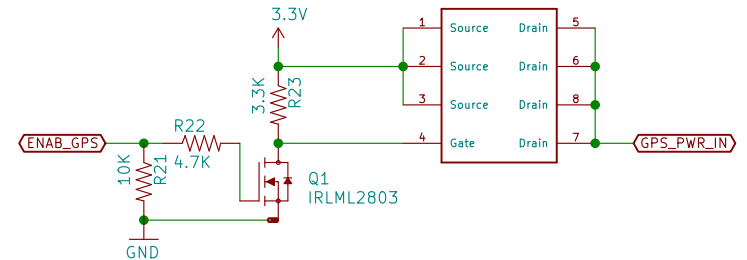 3.3V
1 Source Drain 5
2 Source Drain 6
3.3K
R23
3 Source Drain 8
R22
ENAB_GPS
4 Gate Drain 7
GPS_PWR_IN
4.7K
10K
R21
Q1
IRLML2803
GND